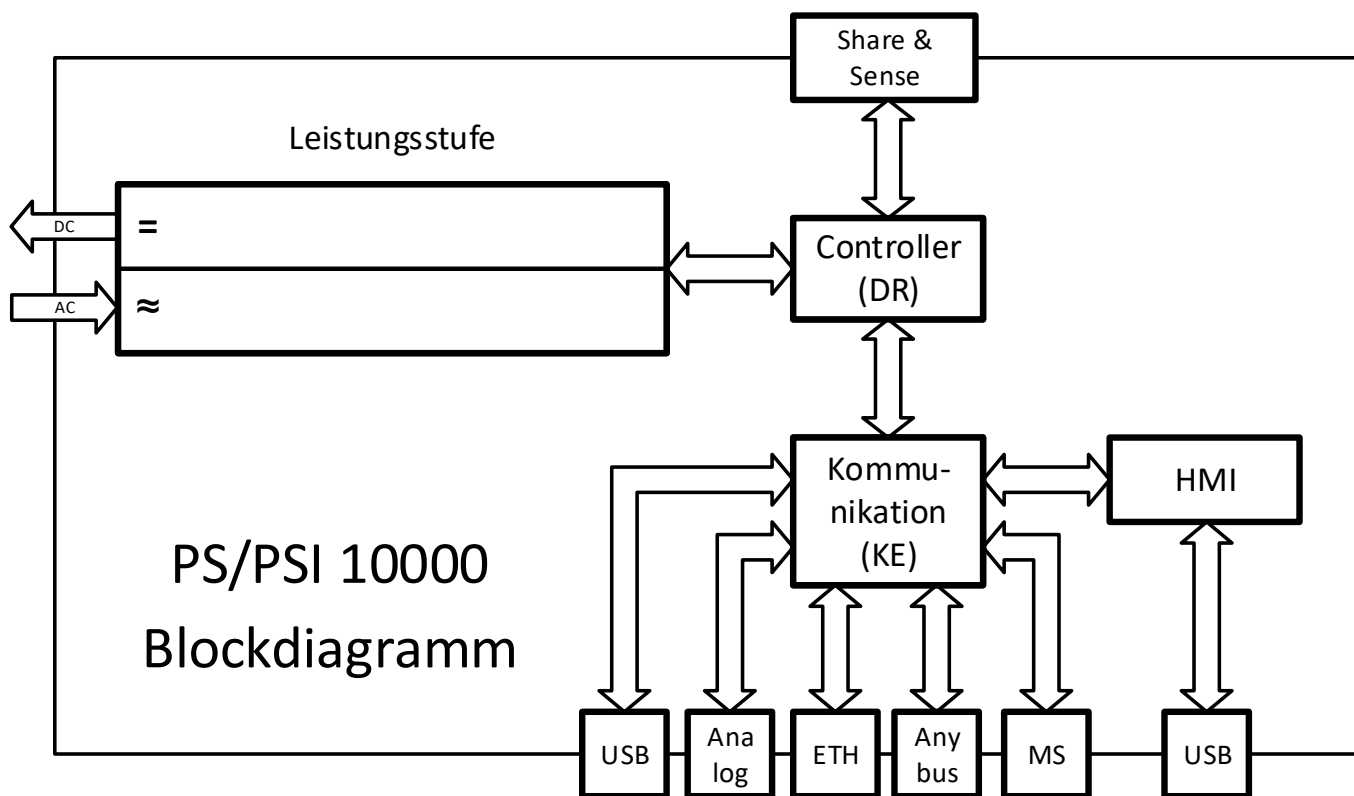 Share &
Sense
Leistungsstufe
DC
=
Controller
(DR)
AC
≈
Kommu-
nikation
(KE)
HMI
PS/PSI 10000
Blockdiagramm
USB
Ana
log
ETH
Any
bus
MS
USB